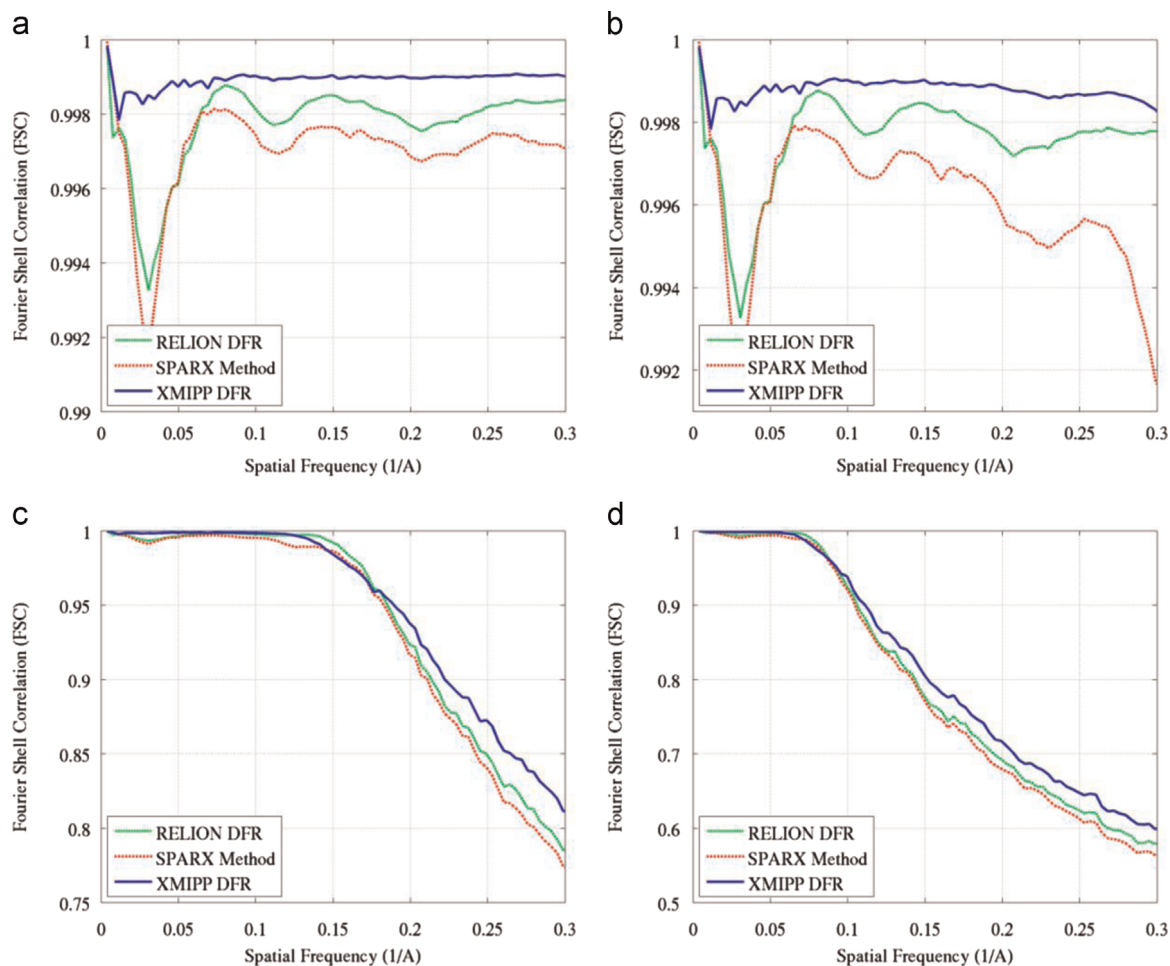 a
1
0.998
0.996
0.994
0.992
0.99
Fourier Shell Correlation (FSC)
RELION DFR
SPARX Method
XMIPP DFR
0 0.05 0.1 0.15 0.2 0.25 0.3
Spatial Frequency (1/A)
b
1
0.998
0.996
0.994
0.992
Fourier Shell Correlation (FSC)
RELION DFR
SPARX Method
XMIPP DFR
0 0.05 0.1 0.15 0.2 0.25 0.3
Spatial Frequency (1/A)
c
1
0.95
0.9
0.85
0.8
0.75
Fourier Shell Correlation (FSC)
RELION DFR
SPARX Method
XMIPP DFR
0 0.05 0.1 0.15 0.2 0.25 0.3
Spatial Frequency (1/A)
d
1
0.9
0.8
0.7
0.6
0.5
Fourier Shell Correlation (FSC)
RELION DFR
SPARX Method
XMIPP DFR
0 0.05 0.1 0.15 0.2 0.25 0.3
Spatial Frequency (1/A)